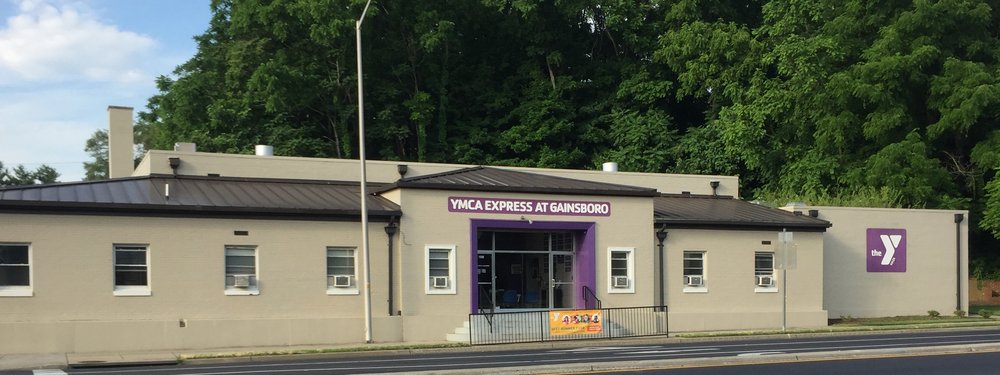 YMCA EXPRESS AT GAINSBORO
the Y